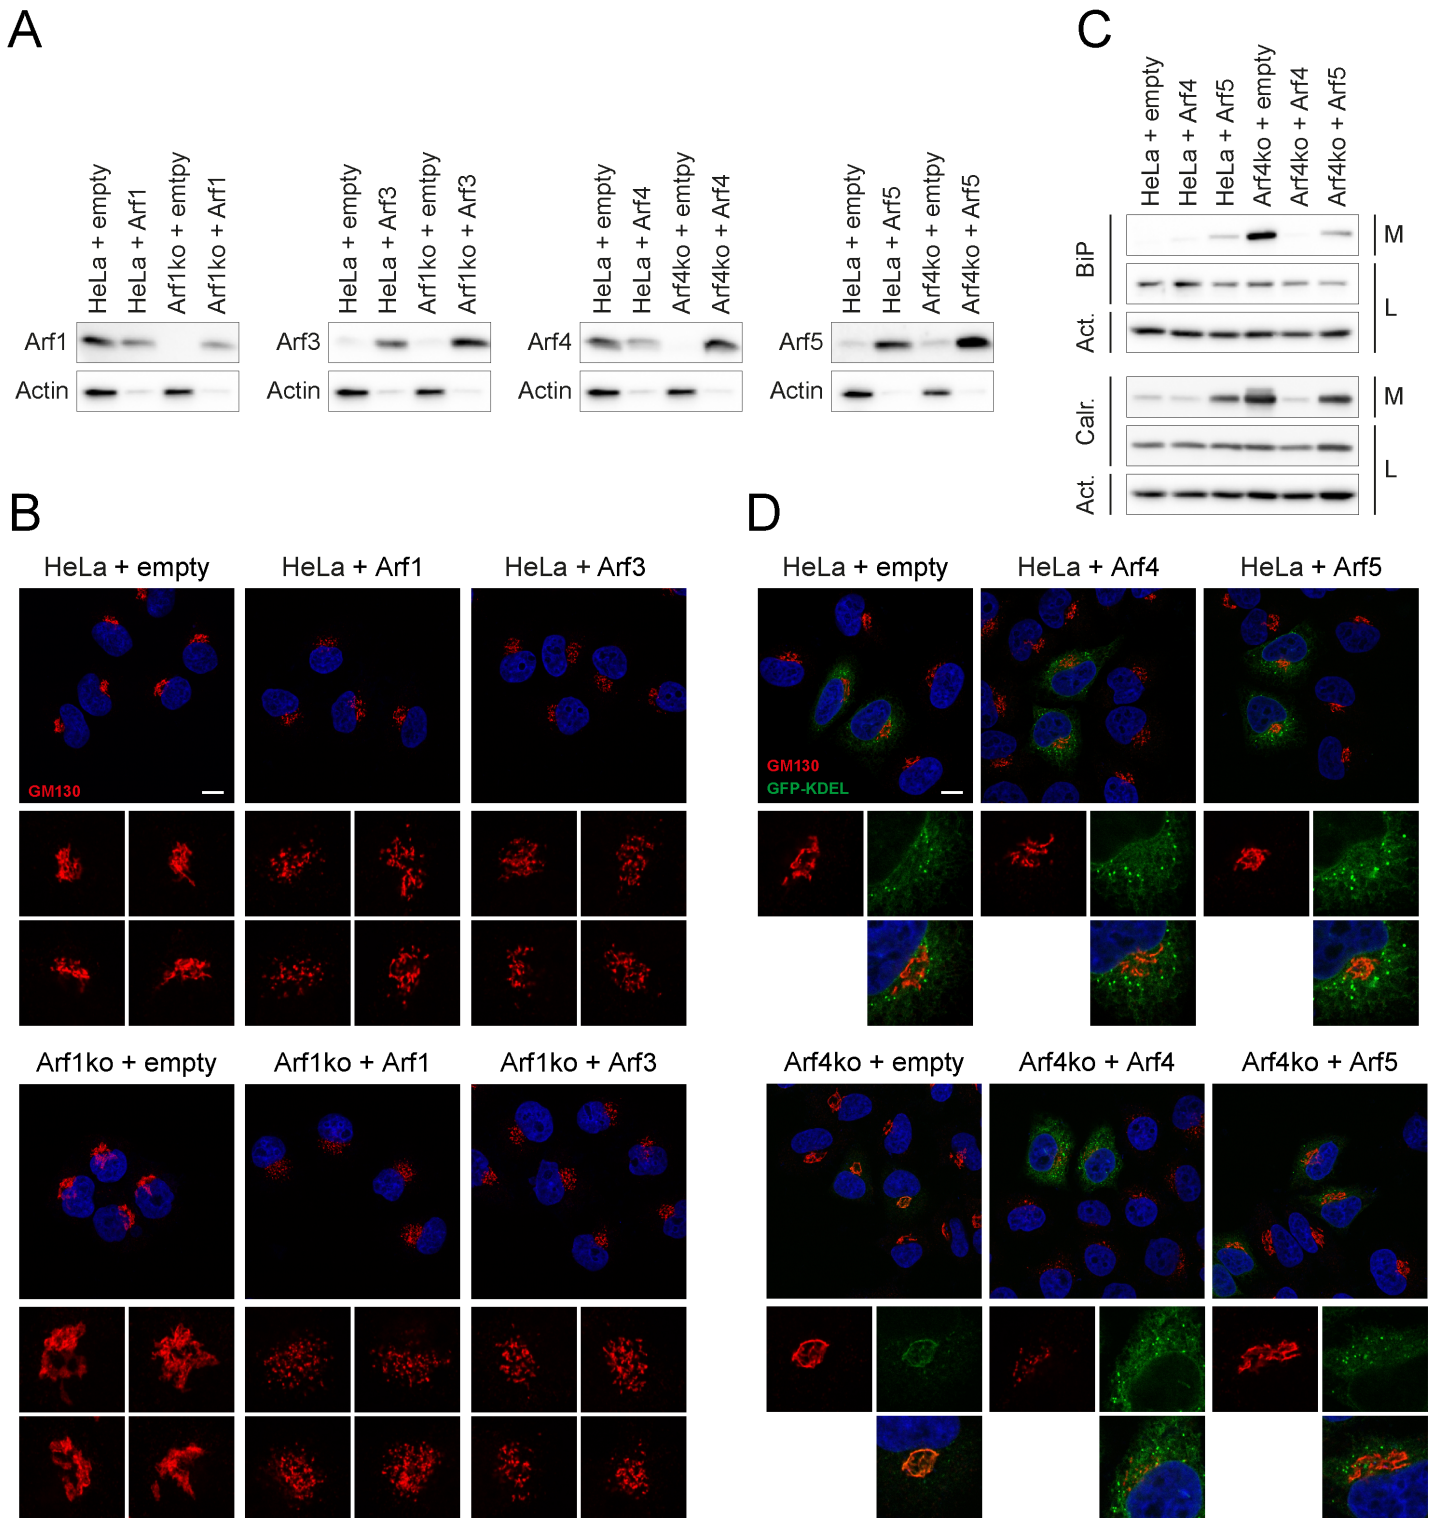 A
HeLa + empty
HeLa + Arf1
Arf1ko + emtpy
Arf1ko + Arf1
Arf1
Actin
HeLa + empty
HeLa + Arf3
Arf1ko + emtpy
Arf1ko + Arf3
Arf3
Actin
HeLa + empty
HeLa + Arf4
Arf4ko + emtpy
Arf4ko + Arf4
Arf4
Actin
HeLa + empty
HeLa + Arf5
Arf4ko + emtpy
Arf4ko + Arf5
Arf5
Actin
C
HeLa + empty
HeLa + Arf4
HeLa + Arf5
Arf4ko + empty
Arf4ko + Arf4
Arf4ko + Arf5
BiP
M
L
Act.
Calr.
M
L
Act.
B
HeLa + empty
HeLa + Arf1
HeLa + Arf3
GM130
Arf1ko + empty
Arf1ko + Arf1
Arf1ko + Arf3
D
HeLa + empty
HeLa + Arf4
HeLa + Arf5
GM130
GFP-KDEL
Arf4ko + empty
Arf4ko + Arf4
Arf4ko + Arf5